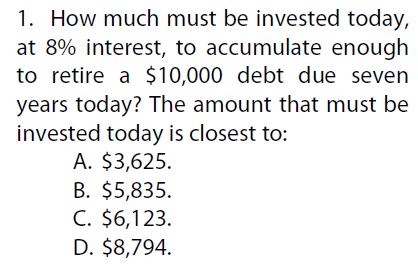 1. How much must be invested today,
at 8% interest, to accumulate enough
to retire a $10,000 debt due seven
years today? The amount that must be
invested today is closest to:
A. $3,625.
B. $5,835.
C. $6,123.
D. $8,794.